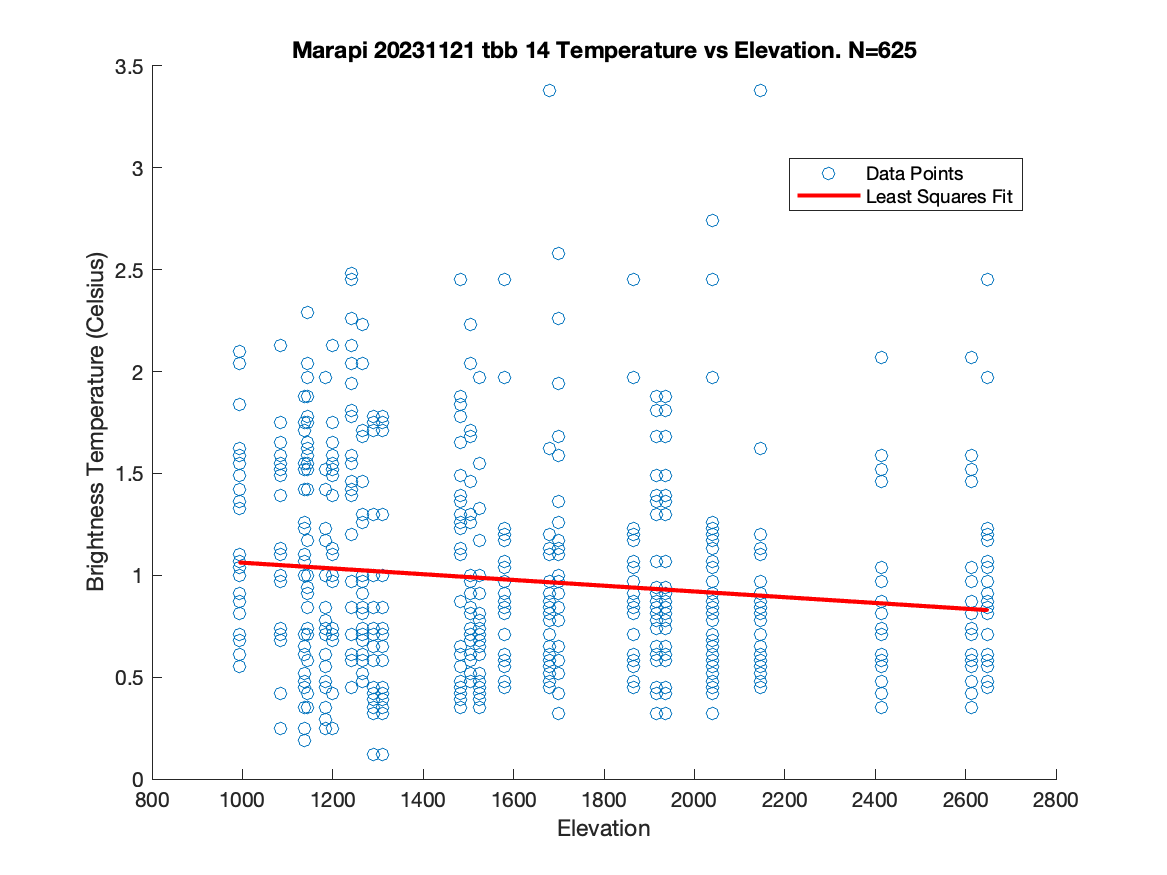 Marapi 20231121 tbb 14 Temperature vs Elevation. N=625
3.5
3
2.5
2
1.5
1
0.5
0
Brightness Temperature (Celsius)
Data Points
Least Squares Fit
800 1000 1200 1400 1600 1800 2000 2200 2400 2600 2800
Elevation